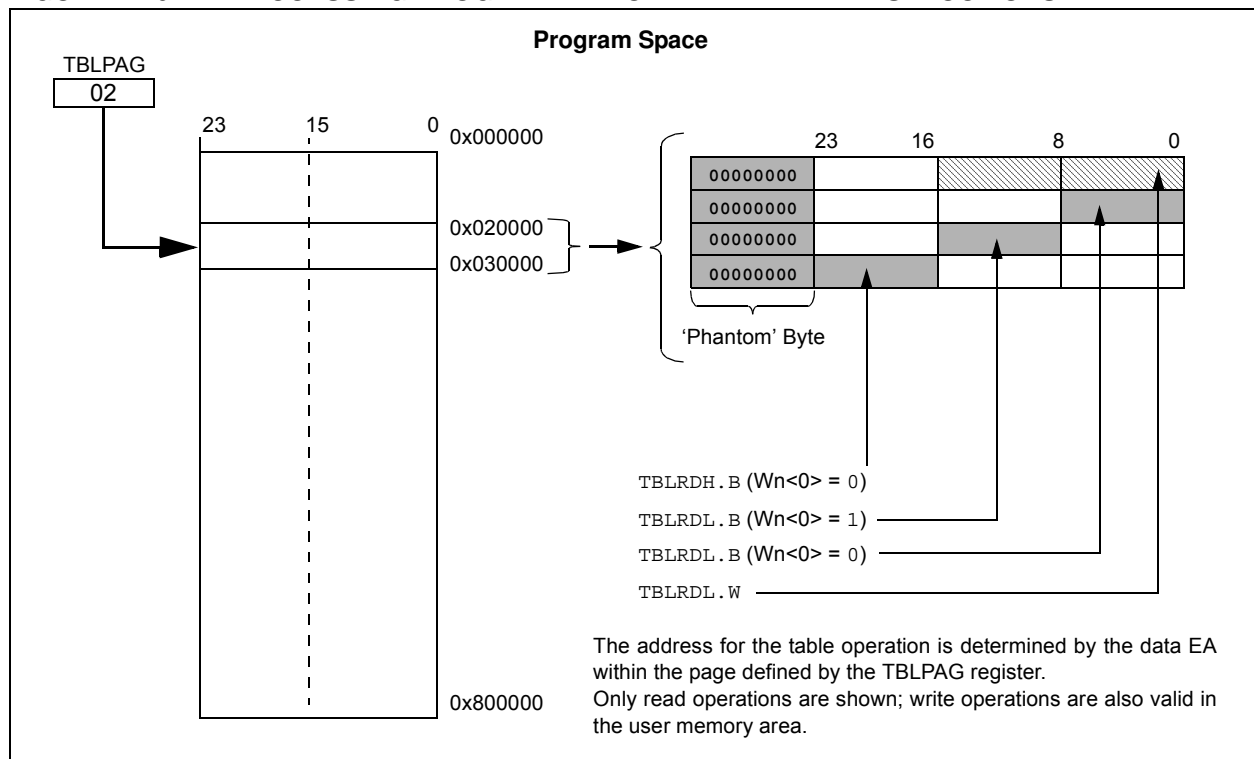 Program Space
TBLPAG
02
23 15 0
0x000000
0x020000
0x030000
0x800000
23 16 8 0
00000000
00000000
00000000
00000000
‘Phantom’ Byte
TBLRDH.B (Wn<0> = 0)
TBLRDL.B (Wn<0> = 1)
TBLRDL.B (Wn<0> = 0)
TBLRDL.W
The address for the table operation is determined by the data EA
within the page defined by the TBLPAG register.
Only read operations are shown; write operations are also valid in
the user memory area.